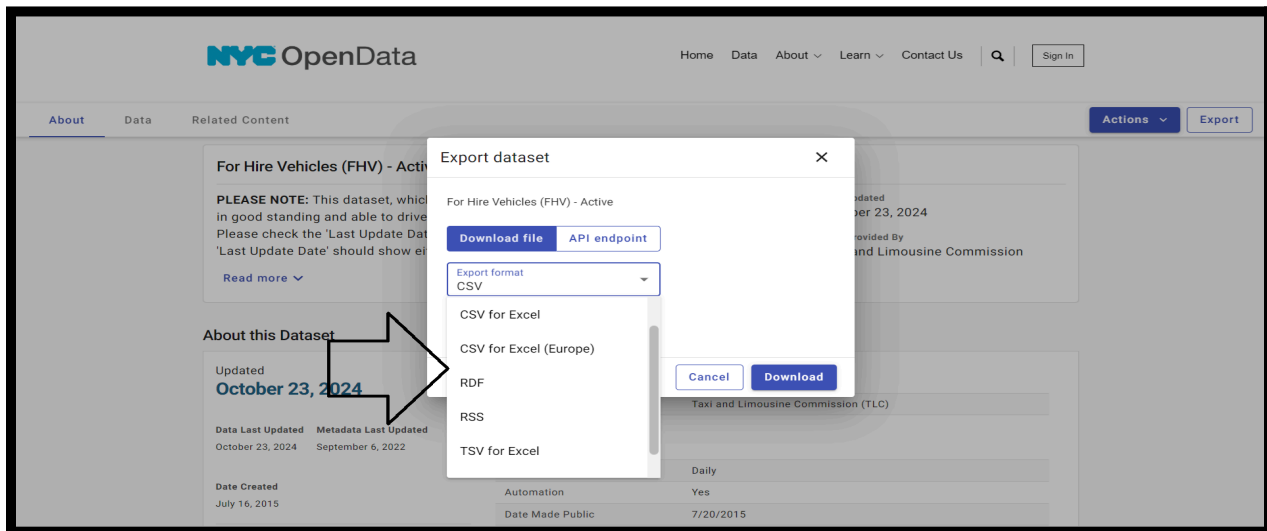 NYC OpenData
Home Data About Learn Contact Us Sign In
About Data Related Content Actions Export
For Hire Vehicles (FHV) - Activ
PLEASE NOTE: This dataset, whic
in good standing and able to drive
Please check the 'Last Update Dat
'Last Update Date' should show ei
Read more
pdated
ber 23, 2024
rovided By
and Limousine Commission
Export dataset
For Hire Vehicles (FHV) - Active
Download file API endpoint
Export format
CSV
CSV for Excel
CSV for Excel (Europe)
RDF
RSS
TSV for Excel
Cancel Download
About this Dataset
Updated
October 23, 2024
Data Last Updated Metadata Last Updated
October 23, 2024 September 6, 2022
Date Created
July 16, 2015
Taxi and Limousine Commission (TLC)
Daily
Automation Yes
Date Made Public 7/20/2015